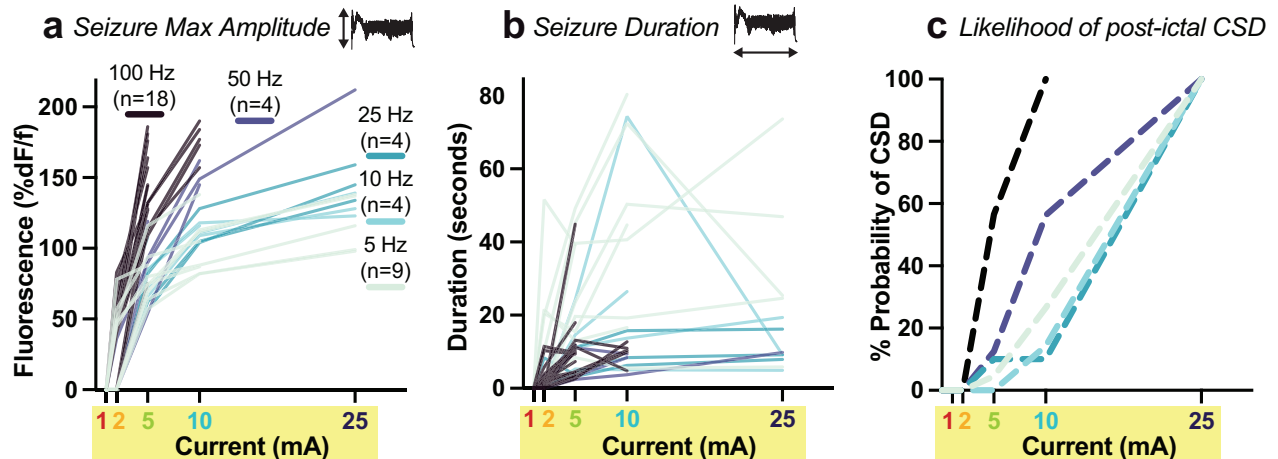 a Seizure Max Amplitude
Fluorescence (%dF/f)
200
150
100
50
0
100 Hz
(n=18)
50 Hz
(n=4)
25 Hz
(n=4)
10 Hz
(n=4)
5 Hz
(n=9)
1 2 5 10 25
Current (mA)
b Seizure Duration
Duration (seconds)
80
60
40
20
0
1 2 5 10 25
Current (mA)
c Likelihood of post-ictal CSD
% Probability of CSD
100
80
60
40
20
0
1 2 5 10 25
Current (mA)